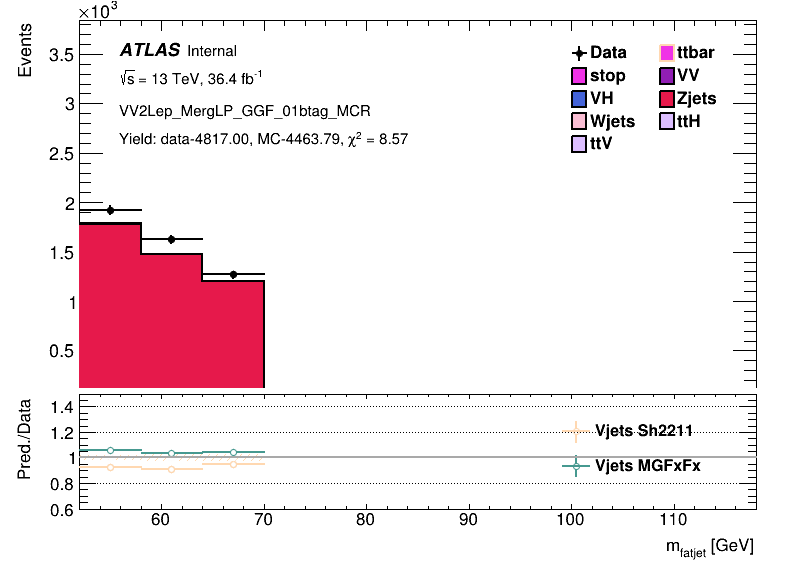 ×10³
Events
ATLAS Internal
√s = 13 TeV, 36.4 fb⁻¹
VV2Lep_MergLP_GGF_01btag_MCR
Yield: data-4817.00, MC-4463.79, χ² = 8.57
Data
ttbar
stop
VV
VH
Zjets
Wjets
ttH
ttV
3.5
3
2.5
2
1.5
1
0.5
Pred./Data
1.4
1.2
1
0.8
0.6
Vjets Sh2211
Vjets MGFxFx
60 70 80 90 100 110
m_fatjet [GeV]